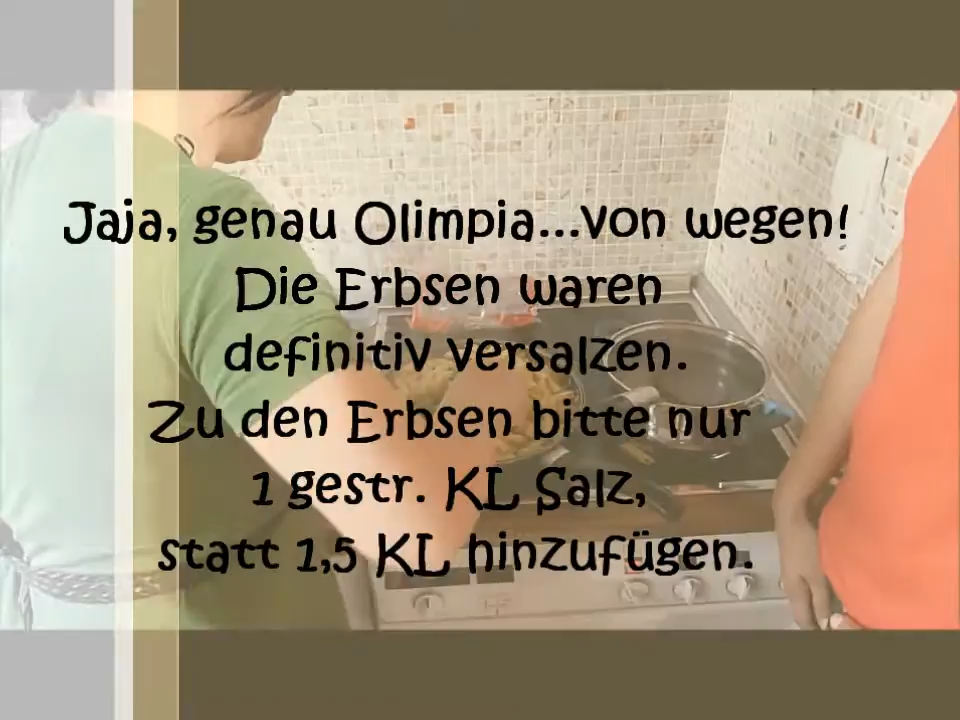 Jaja, genau Olimpia...von wegen!
Die Erbsen waren
definitiv versalzen.
Zu den Erbsen bitte nur
1 gestr. KL Salz,
statt 1,5 KL hinzufügen.